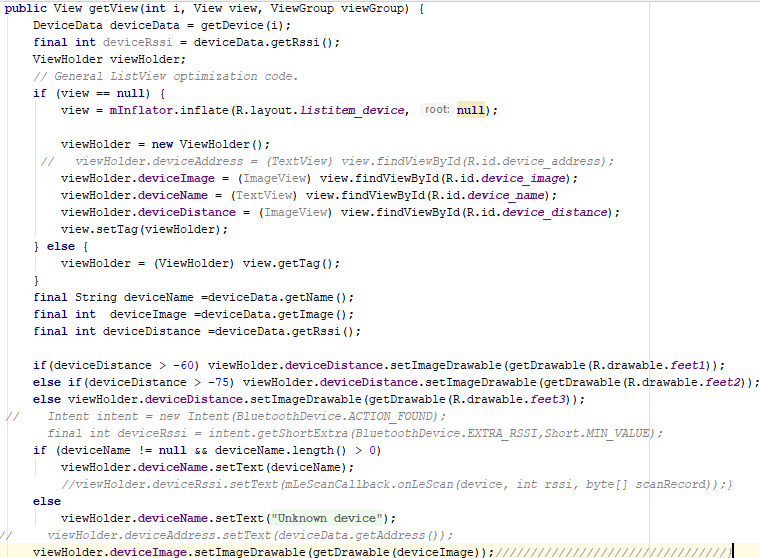 public View getView(int i, View view, ViewGroup viewGroup) {
    DeviceData deviceData = getDevice(i);
    final int deviceRssi = deviceData.getRssi();
    ViewHolder viewHolder;
    // General ListView optimization code.
    if (view == null) {
        view = mInflator.inflate(R.layout.listitem_device, root: null);

        viewHolder = new ViewHolder();
     //   viewHolder.deviceAddress = (TextView) view.findViewById(R.id.device_address);
        viewHolder.deviceImage = (ImageView) view.findViewById(R.id.device_image);
        viewHolder.deviceName = (TextView) view.findViewById(R.id.device_name);
        viewHolder.deviceDistance = (ImageView) view.findViewById(R.id.device_distance);
        view.setTag(viewHolder);
    } else {
        viewHolder = (ViewHolder) view.getTag();
    }
    final String deviceName =deviceData.getName();
    final int  deviceImage =deviceData.getImage();
    final int deviceDistance =deviceData.getRssi();

    if(deviceDistance > -60) viewHolder.deviceDistance.setImageDrawable(getDrawable(R.drawable.feet1));
    else if(deviceDistance > -75) viewHolder.deviceDistance.setImageDrawable(getDrawable(R.drawable.feet2));
    else viewHolder.deviceDistance.setImageDrawable(getDrawable(R.drawable.feet3));
//    Intent intent = new Intent(BluetoothDevice.ACTION_FOUND);
      final int deviceRssi = intent.getShortExtra(BluetoothDevice.EXTRA_RSSI,Short.MIN_VALUE);
    if (deviceName != null && deviceName.length() > 0)
        viewHolder.deviceName.setText(deviceName);
        //viewHolder.deviceRssi.setText(mLeScanCallback.onLeScan(device, int rssi, byte[] scanRecord));}
    else
        viewHolder.deviceName.setText("Unknown device");
//     viewHolder.deviceAddress.setText(deviceData.getAddress());
    viewHolder.deviceImage.setImageDrawable(getDrawable(deviceImage));/////////////////////////////////}